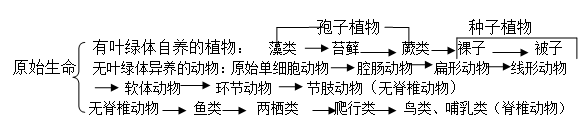 孢子植物 种子植物
有叶绿体自养的植物: 藻类 苔藓 蕨类 裸子 被子
原始生命
无叶绿体异养的动物: 原始单细胞动物 腔肠动物 扁形动物 线形动物
软体动物 环节动物 节肢动物（无脊椎动物）
无脊椎动物 鱼类 两栖类 爬行类 鸟类、哺乳类（脊椎动物）